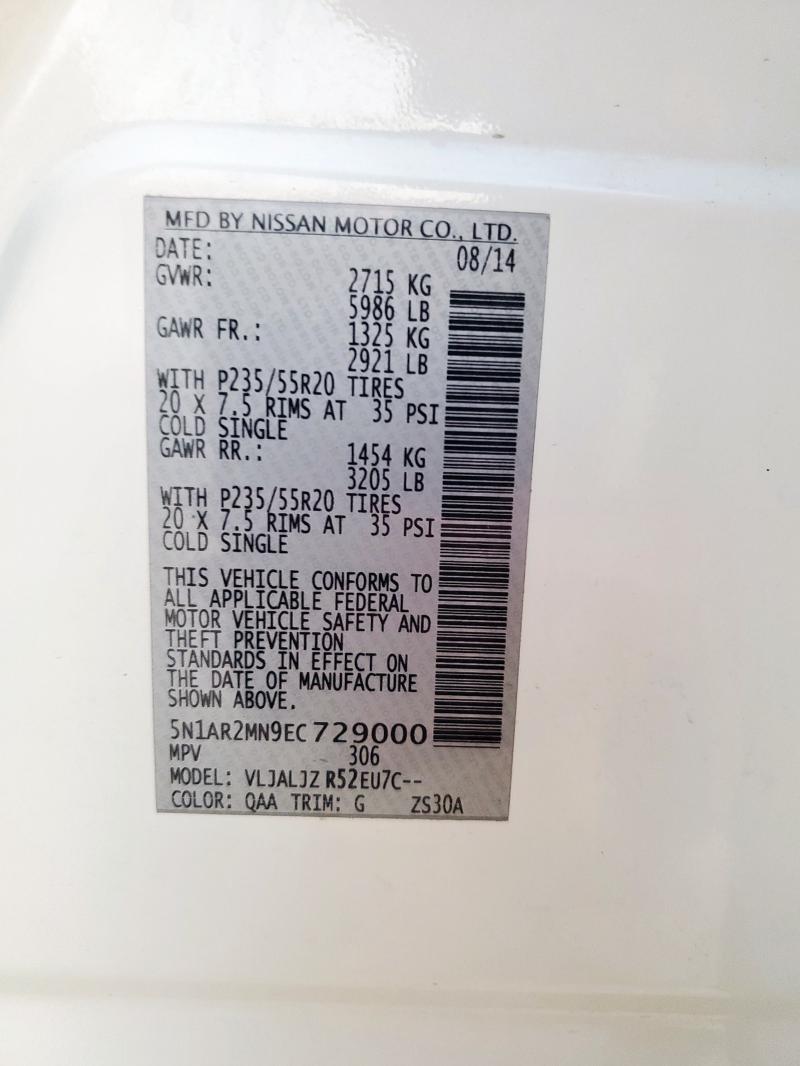 MFD BY NISSAN MOTOR CO., LTD.
DATE: 08/14
GVWR: 2715 KG
5986 LB
GAWR FR.: 1325 KG
2921 LB
WITH P235/55R20 TIRES
20 X 7.5 RIMS AT 35 PSI
COLD SINGLE
GAWR RR.: 1454 KG
3205 LB
WITH P235/55R20 TIRES
20 X 7.5 RIMS AT 35 PSI
COLD SINGLE
THIS VEHICLE CONFORMS TO
ALL APPLICABLE FEDERAL
MOTOR VEHICLE SAFETY AND
THEFT PREVENTION
STANDARDS IN EFFECT ON
THE DATE OF MANUFACTURE
SHOWN ABOVE.
5N1AR2MN9EC 729000
MPV 306
MODEL: VLJALJZ R52EU7C--
COLOR: QAA TRIM: G ZS30A